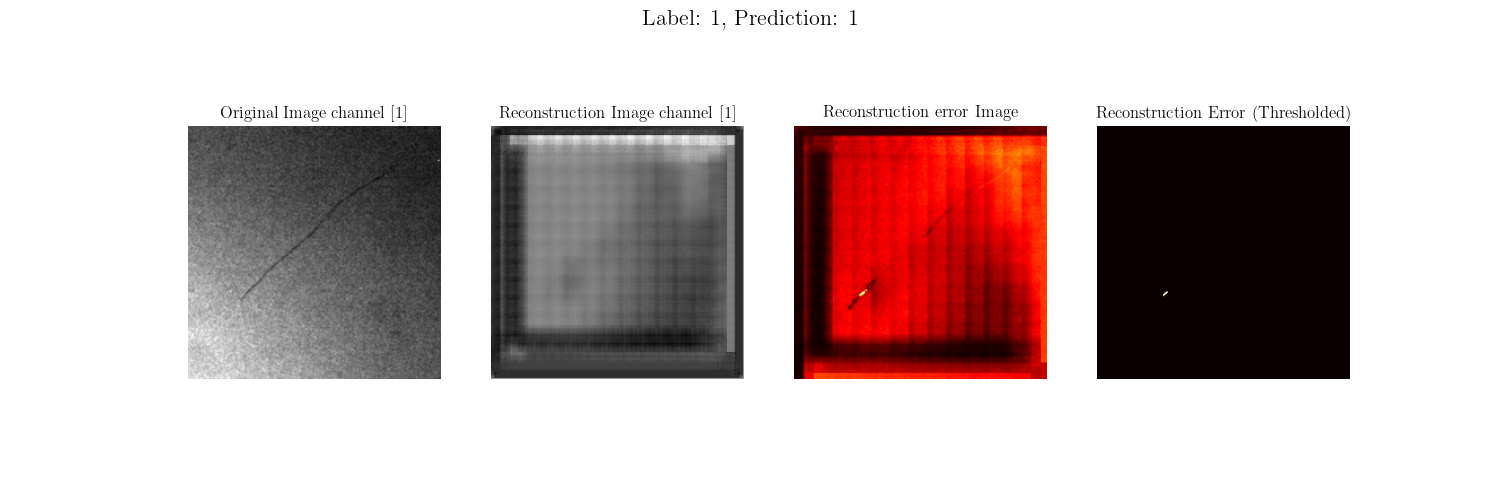 Label: 1, Prediction: 1
Original Image channel [1]
Reconstruction Image channel [1]
Reconstruction error Image
Reconstruction Error (Thresholded)